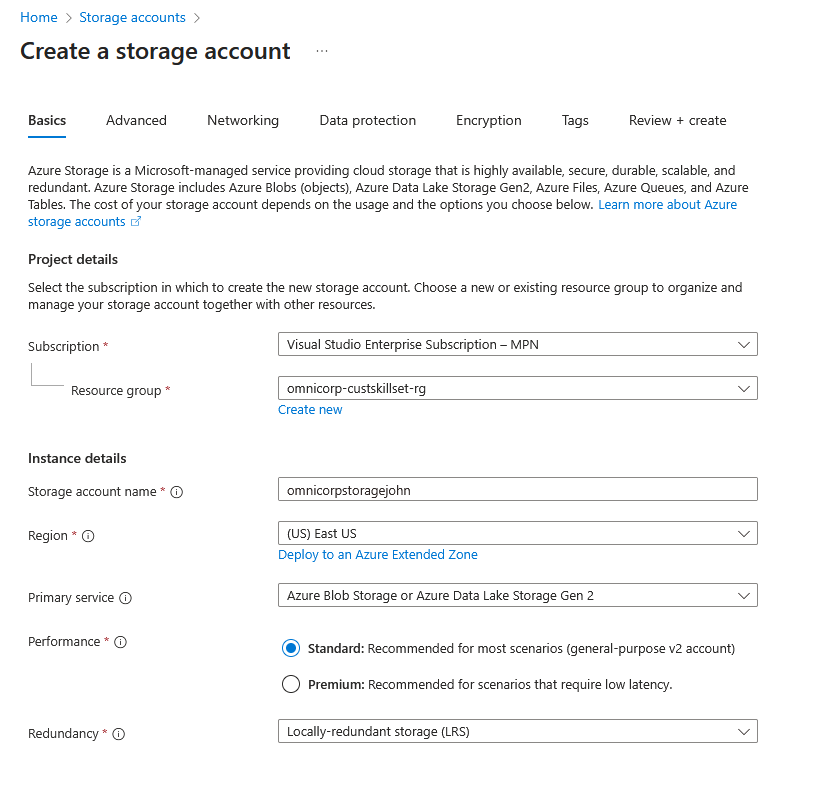 Home > Storage accounts >
Create a storage account ...
Basics Advanced Networking Data protection Encryption Tags Review + create
Azure Storage is a Microsoft-managed service providing cloud storage that is highly available, secure, durable, scalable, and
redundant. Azure Storage includes Azure Blobs (objects), Azure Data Lake Storage Gen2, Azure Files, Azure Queues, and Azure
Tables. The cost of your storage account depends on the usage and the options you choose below. Learn more about Azure
storage accounts
Project details
Select the subscription in which to create the new storage account. Choose a new or existing resource group to organize and
manage your storage account together with other resources.
Subscription * Visual Studio Enterprise Subscription – MPN
Resource group * omnicorp-custskillset-rg
Create new
Instance details
Storage account name * omnicorpstoragejohn
Region * (US) East US
Deploy to an Azure Extended Zone
Primary service Azure Blob Storage or Azure Data Lake Storage Gen 2
Performance * Standard: Recommended for most scenarios (general-purpose v2 account)
Premium: Recommended for scenarios that require low latency.
Redundancy * Locally-redundant storage (LRS)